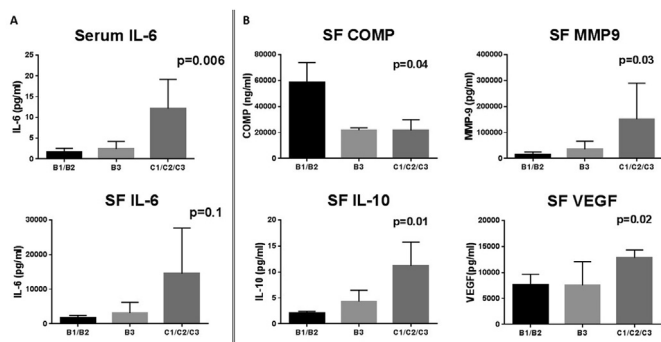 A
Serum IL-6
p=0.006
IL-6 (pg/ml)
25
20
15
10
5
0
B1/B2
B3
C1/C2/C3
SF IL-6
p=0.1
IL-6 (pg/ml)
30000
20000
10000
0
B1/B2
B3
C1/C2/C3
B
SF COMP
p=0.04
COMP (ng/ml)
80000
60000
40000
20000
0
B1/B2
B3
C1/C2/C3
SF MMP9
p=0.03
MMP-9 (pg/ml)
400000
300000
200000
100000
0
B1/B2
B3
C1/C2/C3
SF IL-10
p=0.01
IL-10 (pg/ml)
20
15
10
5
0
B1/B2
B3
C1/C2/C3
SF VEGF
p=0.02
VEGF(pg/ml)
20000
15000
10000
5000
0
B1/B2
B3
C1/C2/C3